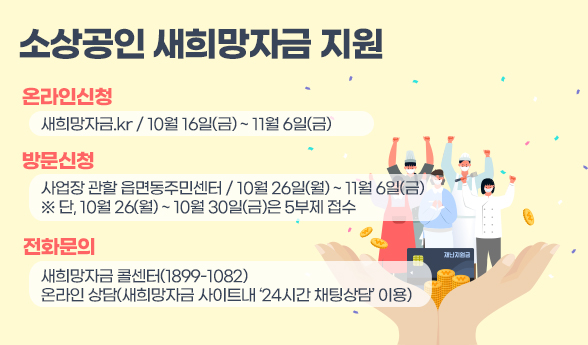 소상공인 새희망자금 지원
온라인신청
새희망자금.kr / 10월 16일(금) ~ 11월 6일(금)
방문신청
사업장 관할 읍면동주민센터 / 10월 26일(월) ~ 11월 6일(금)
※ 단, 10월 26(월) ~ 10월 30일(금)은 5부제 접수
전화문의
새희망자금 콜센터(1899-1082)
온라인 상담(새희망자금 사이트내 ‘24시간 채팅상담’ 이용)
재난지원금